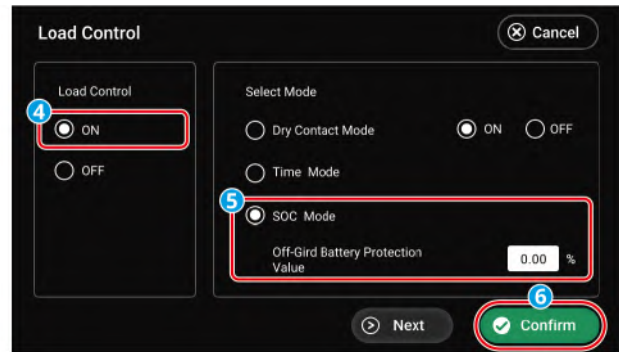 Load Control
Cancel
Load Control
4
ON
OFF
Select Mode
Dry Contact Mode
ON
OFF
Time Mode
5
SOC Mode
Off-Gird Battery Protection
Value
0.00 %
6
Next
Confirm